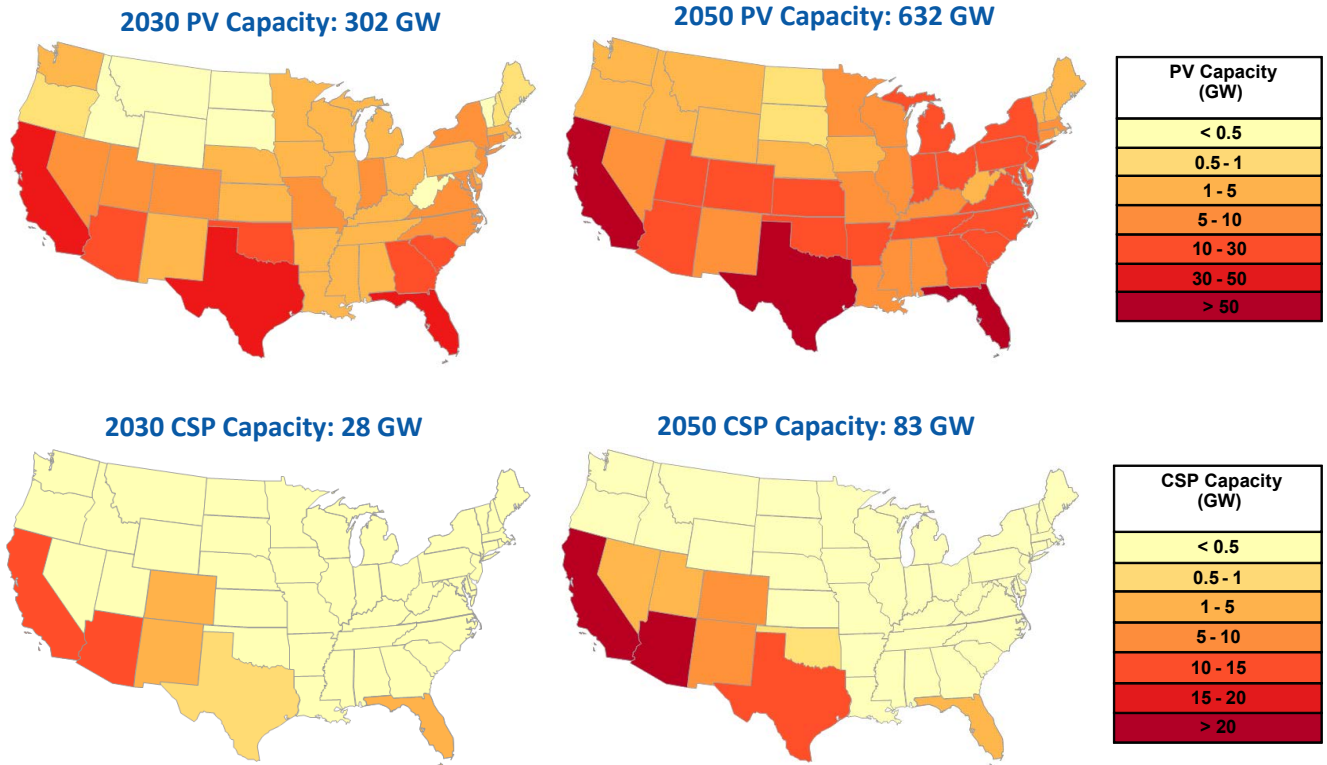 2030 PV Capacity: 302 GW
2050 PV Capacity: 632 GW
PV Capacity
(GW)
< 0.5
0.5 - 1
1 - 5
5 - 10
10 - 30
30 - 50
> 50
2030 CSP Capacity: 28 GW
2050 CSP Capacity: 83 GW
CSP Capacity
(GW)
< 0.5
0.5 - 1
1 - 5
5 - 10
10 - 15
15 - 20
> 20